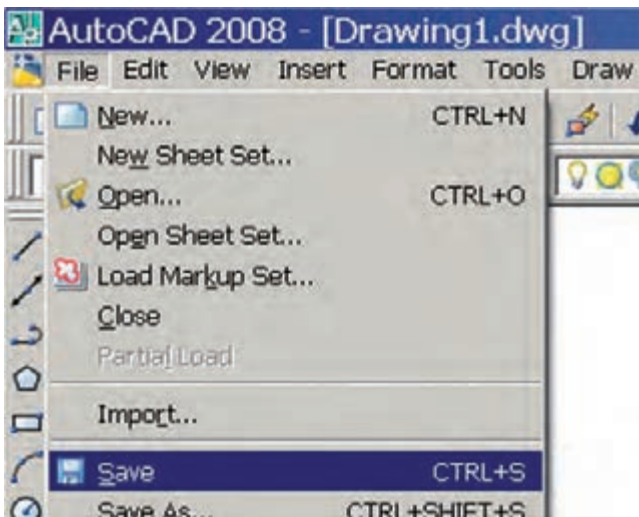 AutoCAD 2008 - [Drawing1.dwg]
File Edit View Insert Format Tools Draw
New... CTRL+N
New Sheet Set...
Open... CTRL+O
Open Sheet Set...
Load Markup Set...
Close
Partial Load
Import...
Save CTRL+S
Save As... CTRL+SHIFT+S